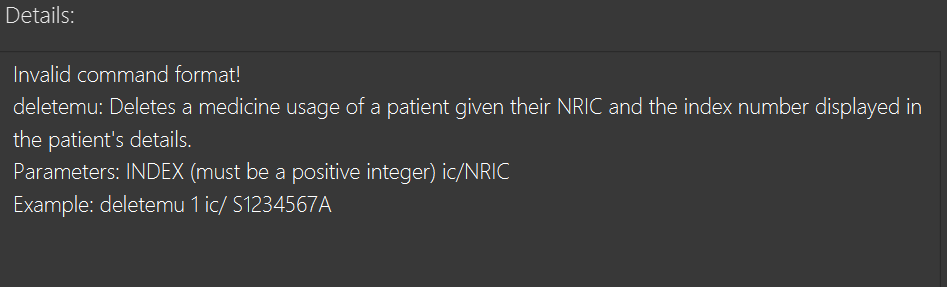 Details:
Invalid command format!
deletemu: Deletes a medicine usage of a patient given their NRIC and the index number displayed in
the patient's details.
Parameters: INDEX (must be a positive integer) ic/NRIC
Example: deletemu 1 ic/ S1234567A